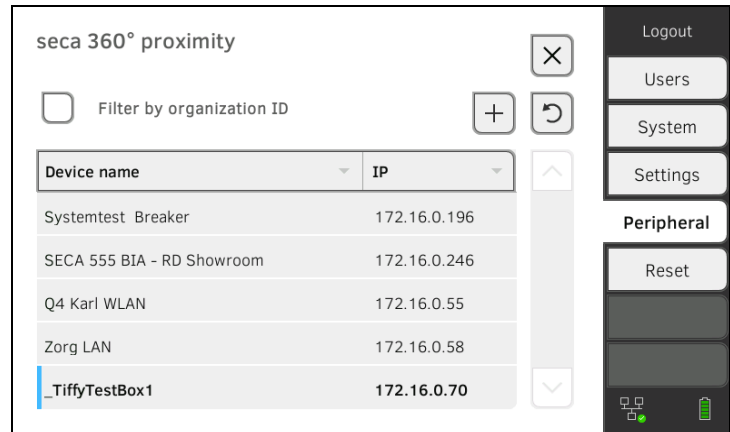 seca 360° proximity
Filter by organization ID
Device name IP
Systemtest Breaker 172.16.0.196
SECA 555 BIA - RD Showroom 172.16.0.246
Q4 Karl WLAN 172.16.0.55
Zorg LAN 172.16.0.58
_TiffyTestBox1 172.16.0.70
Logout
Users
System
Settings
Peripheral
Reset